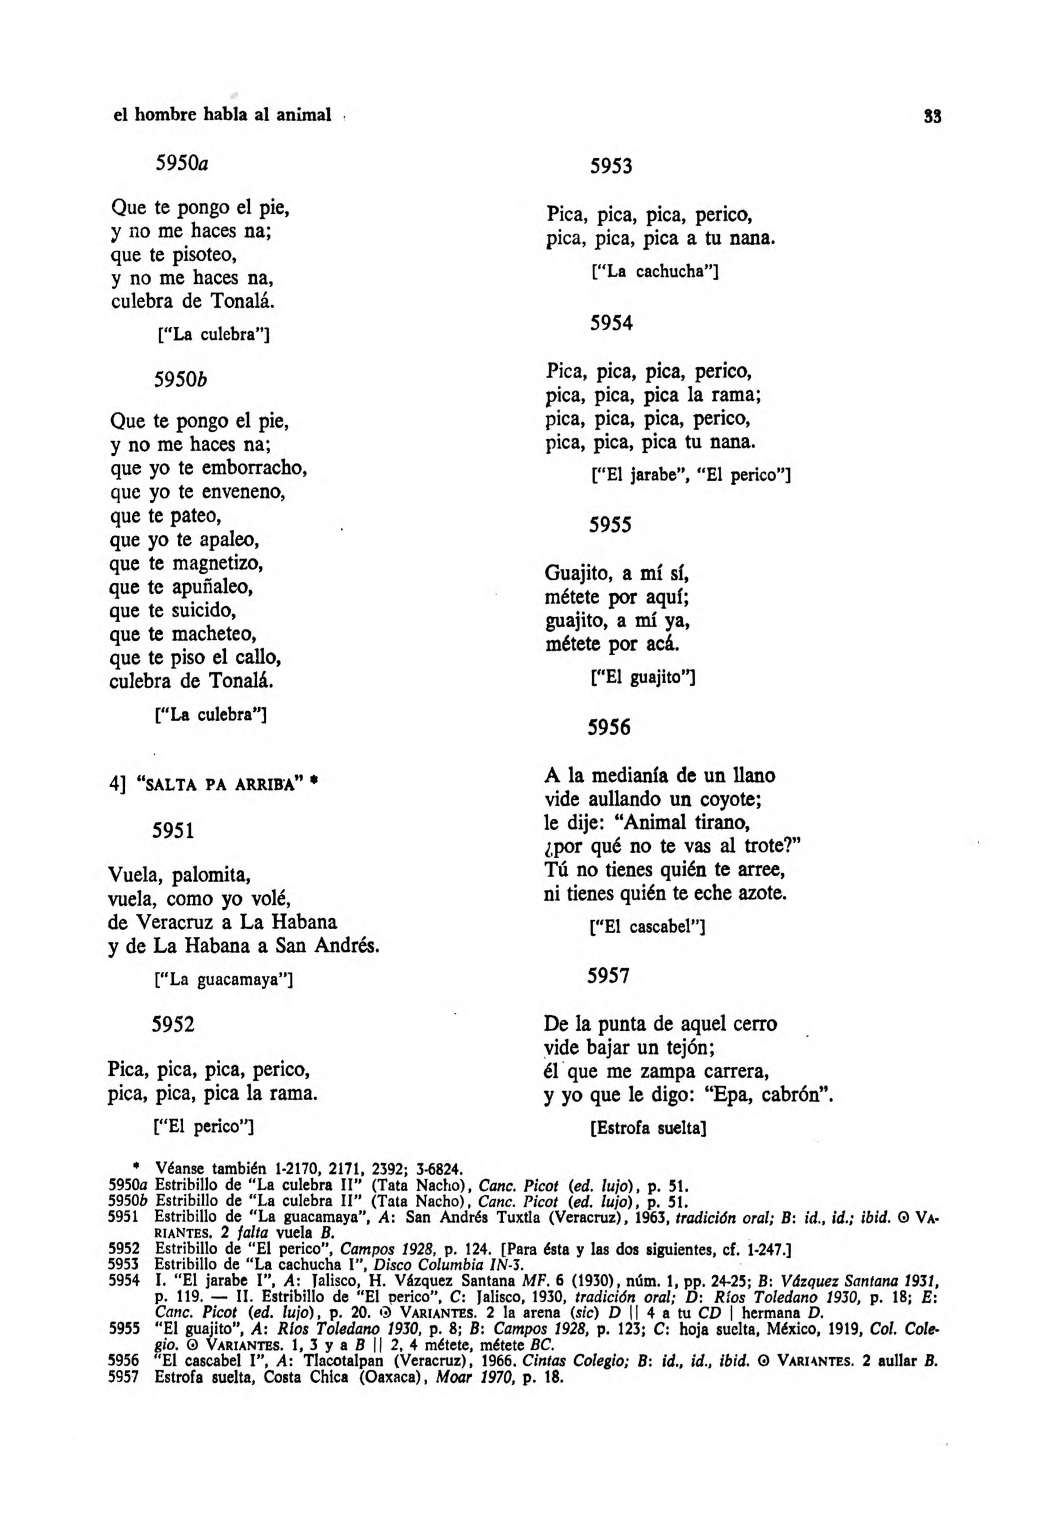 el hombre habla al animal
33
5950a
Que te pongo el pie,
y no me haces na;
que te pisoteo,
y no me haces na,
culebra de Tonalá.
["La culebra"]
5950b
Que te pongo el pie,
y no me haces na;
que yo te emborracho,
que yo te enveneno,
que te pateo,
que yo te apaleo,
que te magnetizo,
que te apuñaleo,
que te suicido,
que te macheteo,
que te piso el callo,
culebra de Tonalá.
["La culebra"]
4] "SALTA PA ARRIBA" *
5951
Vuela, palomita,
vuela, como yo volé,
de Veracruz a La Habana
y de La Habana a San Andrés.
["La guacamaya"]
5952
Pica, pica, pica, perico,
pica, pica, pica la rama.
["El perico"]
5953
Pica, pica, pica, perico,
pica, pica, pica a tu nana.
["La cachucha"]
5954
Pica, pica, pica, perico,
pica, pica, pica la rama;
pica, pica, pica, perico,
pica, pica, pica tu nana.
["El jarabe", "El perico"]
5955
Guajito, a mí sí,
métete por aquí;
guajito, a mí ya,
métete por acá.
["El guajito"]
5956
A la medianía de un llano
vide aullando un coyote;
le dije: "Animal tirano,
¿por qué no te vas al trote?"
Tú no tienes quién te arree,
ni tienes quién te eche azote.
["El cascabel"]
5957
De la punta de aquel cerro
vide bajar un tejón;
él que me zampa carrera,
y yo que le digo: "Epa, cabrón".
[Estrofa suelta]
* Véanse también 1-2170, 2171, 2392; 3-6824.
5950a Estribillo de "La culebra II" (Tata Nacho), Canc. Picot (ed. lujo), p. 51.
5950b Estribillo de "La culebra II" (Tata Nacho), Canc. Picot (ed. lujo), p. 51.
5951 Estribillo de "La guacamaya", A: San Andrés Tuxtla (Veracruz), 1963, tradición oral; B: id., id.; ibid. ⊙ VA-
RIANTES. 2 falta vuela B.
5952 Estribillo de "El perico", Campos 1928, p. 124. [Para ésta y las dos siguientes, cf. 1-247.]
5953 Estribillo de "La cachucha I", Disco Columbia IN-3.
5954 I. "El jarabe I", A: Jalisco, H. Vázquez Santana MF. 6 (1930), núm. 1, pp. 24-25; B: Vázquez Santana 1931,
p. 119. — II. Estribillo de "El perico", C: Jalisco, 1930, tradición oral; D: Ríos Toledano 1930, p. 18; E:
Canc. Picot (ed. lujo), p. 20. ⊙ VARIANTES. 2 la arena (sic) D || 4 a tu CD | hermana D.
5955 "El guajito", A: Ríos Toledano 1930, p. 8; B: Campos 1928, p. 123; C: hoja suelta, México, 1919, Col. Cole-
gio. ⊙ VARIANTES. 1, 3 y a B || 2, 4 métete, métete BC.
5956 "El cascabel I", A: Tlacotalpan (Veracruz), 1966. Cintas Colegio; B: id., id., ibid. ⊙ VARIANTES. 2 aullar B.
5957 Estrofa suelta, Costa Chica (Oaxaca), Moar 1970, p. 18.